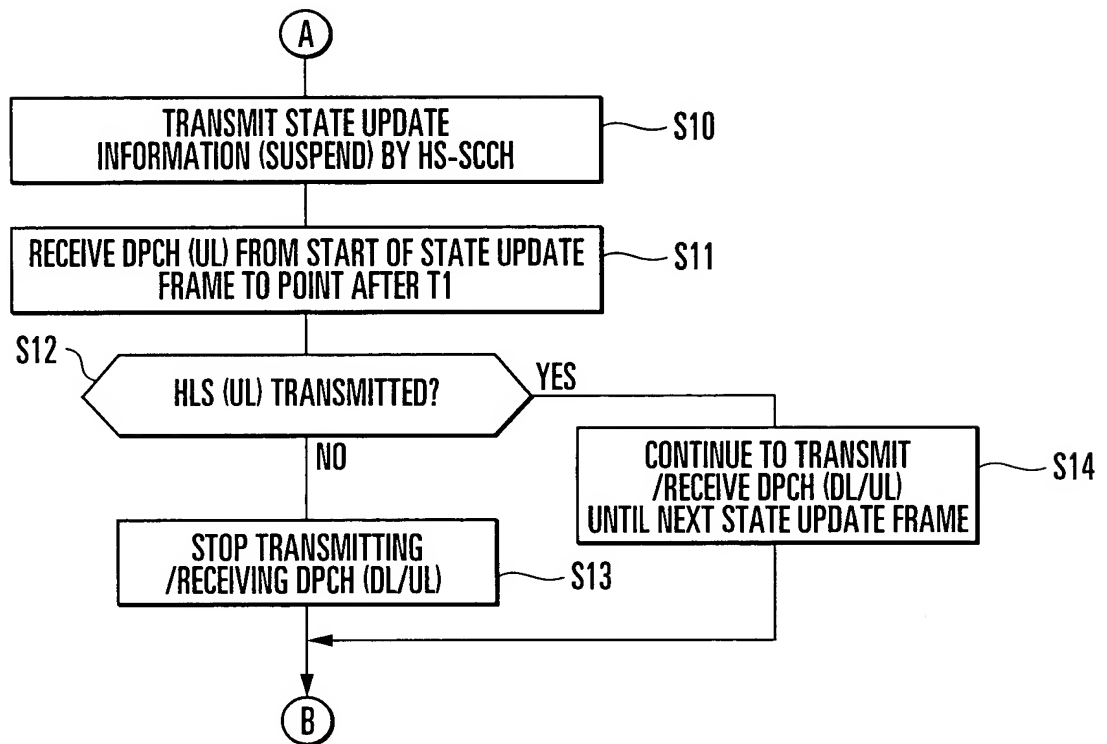 A
TRANSMIT STATE UPDATE
INFORMATION (SUSPEND) BY HS-SCCH
S10
RECEIVE DPCH (UL) FROM START OF STATE UPDATE
FRAME TO POINT AFTER T1
S11
S12
HLS (UL) TRANSMITTED?
YES
NO
CONTINUE TO TRANSMIT
/RECEIVE DPCH (DL/UL)
UNTIL NEXT STATE UPDATE FRAME
S14
STOP TRANSMITTING
/RECEIVING DPCH (DL/UL)
S13
B